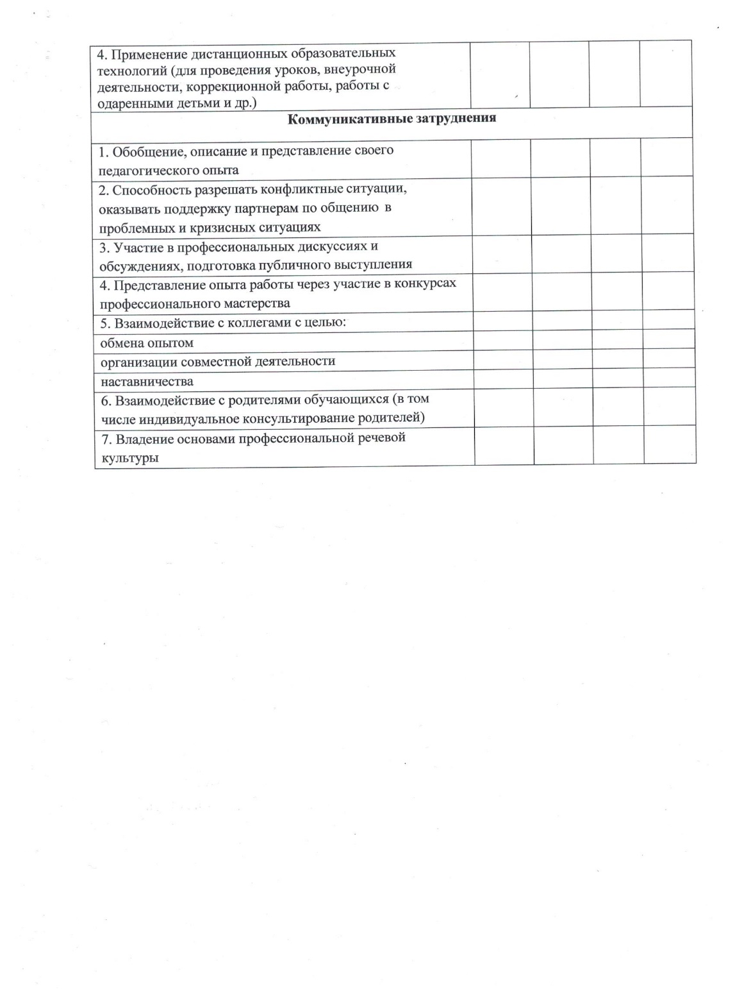 4. Применение дистанционных образовательных
технологий (для проведения уроков, внеурочной
деятельности, коррекционной работы, работы с
одаренными детьми и др.)
Коммуникативные затруднения
1. Обобщение, описание и представление своего
педагогического опыта
2. Способность разрешать конфликтные ситуации,
оказывать поддержку партнерам по общению в
проблемных и кризисных ситуациях
3. Участие в профессиональных дискуссиях и
обсуждениях, подготовка публичного выступления
4. Представление опыта работы через участие в конкурсах
профессионального мастерства
5. Взаимодействие с коллегами с целью:
обмена опытом
организации совместной деятельности
наставничества
6. Взаимодействие с родителями обучающихся (в том
числе индивидуальное консультирование родителей)
7. Владение основами профессиональной речевой
культуры